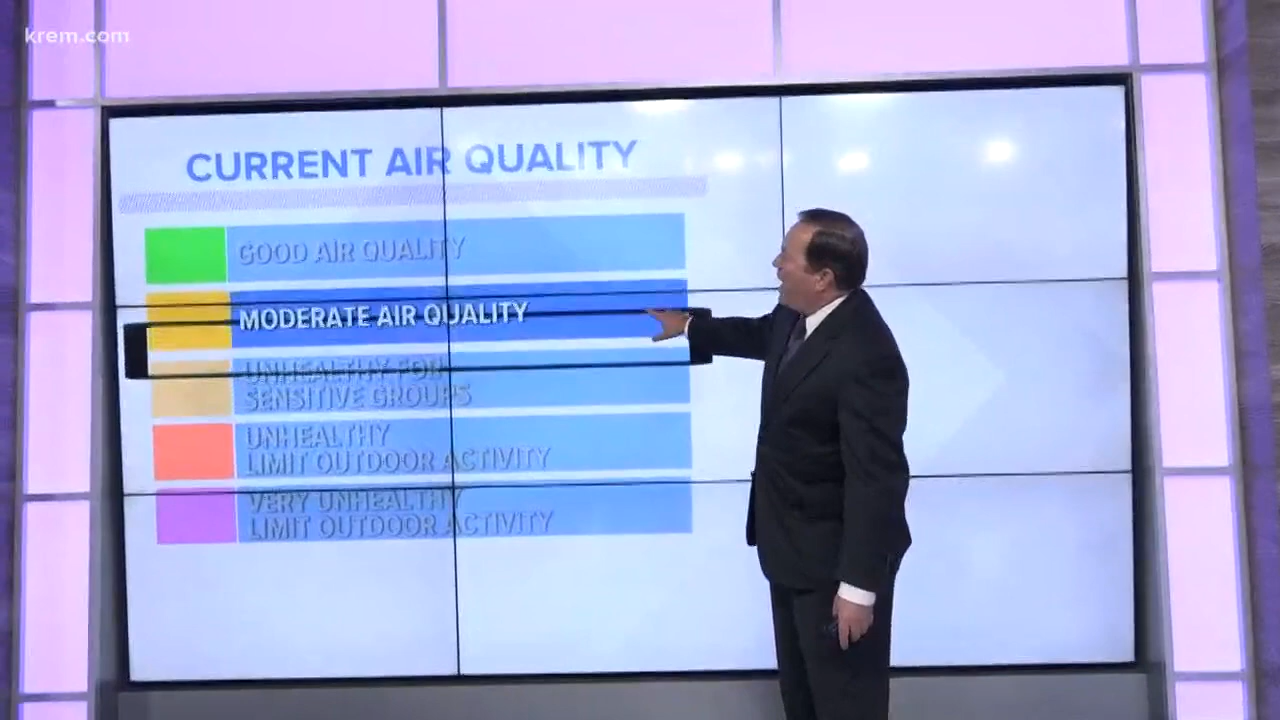 krem.com
CURRENT AIR QUALITY
GOOD AIR QUALITY
MODERATE AIR QUALITY
UNHEALTHY FOR
SENSITIVE GROUPS
UNHEALTHY
LIMIT OUTDOOR ACTIVITY
VERY UNHEALTHY
LIMIT OUTDOOR ACTIVITY